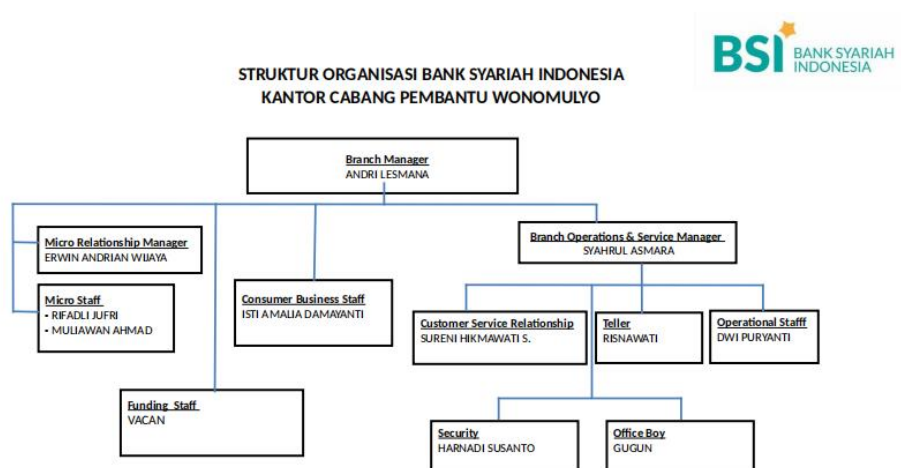 BSI BANK SYARIAH
INDONESIA
STRUKTUR ORGANISASI BANK SYARIAH INDONESIA
KANTOR CABANG PEMBANTU WONOMULYO
Branch Manager
ANDRI LESMANA
Micro Relationship Manager
ERWIN ANDRIAN WIJAYA
Branch Operations & Service Manager
SYAHRUL ASMARA
Micro Staff
- RIFADLI JUFRI
- MULIAWAN AHMAD
Consumer Business Staff
ISTI AMALIA DAMAYANTI
Customer Service Relationship
SURENI HIKMAWATI S.
Teller
RISNAWATI
Operational Stafff
DWI PURYANTI
Funding Staff
VACAN
Security
HARNADI SUSANTO
Office Boy
GUGUN